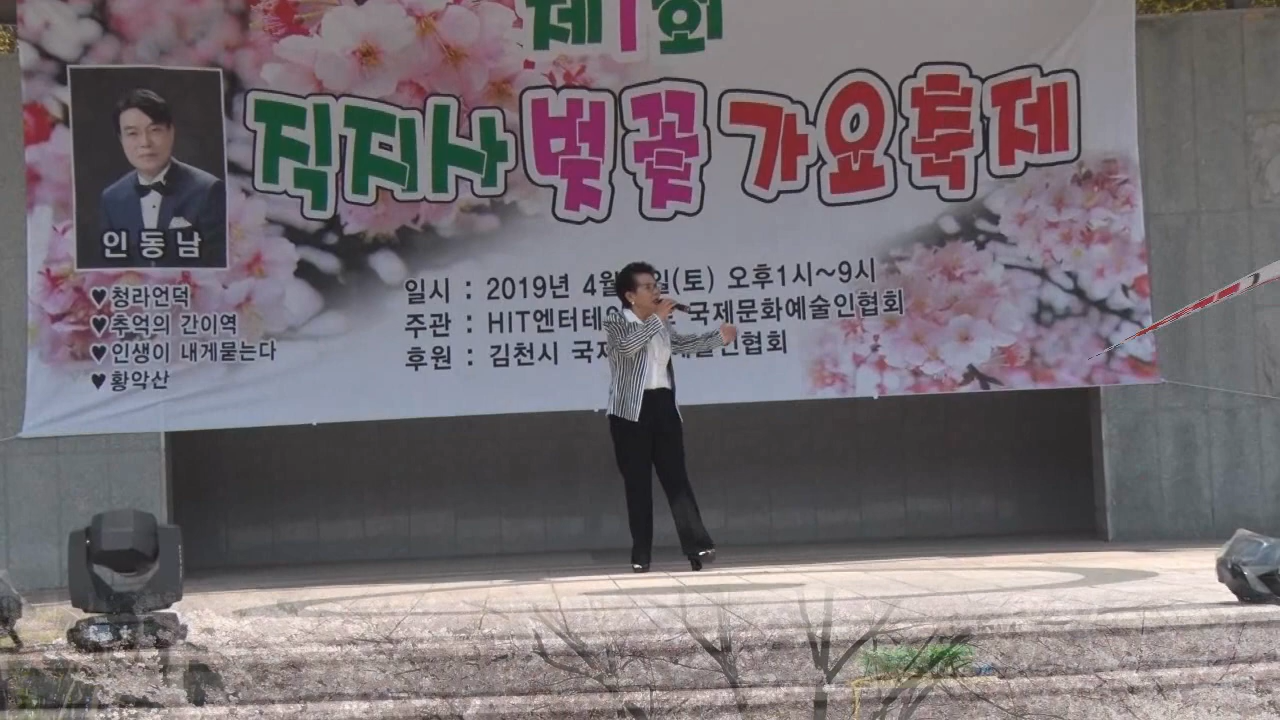 제1회
직지사 벚꽃 가요축제
인동남
♥청라언덕
♥추억의 간이역
♥인생이 내게묻는다
♥황악산
일시 : 2019년 4월 (토) 오후1시~9시
주관 : HIT엔터테 국제문화예술인협회
후원 : 김천시 인협회